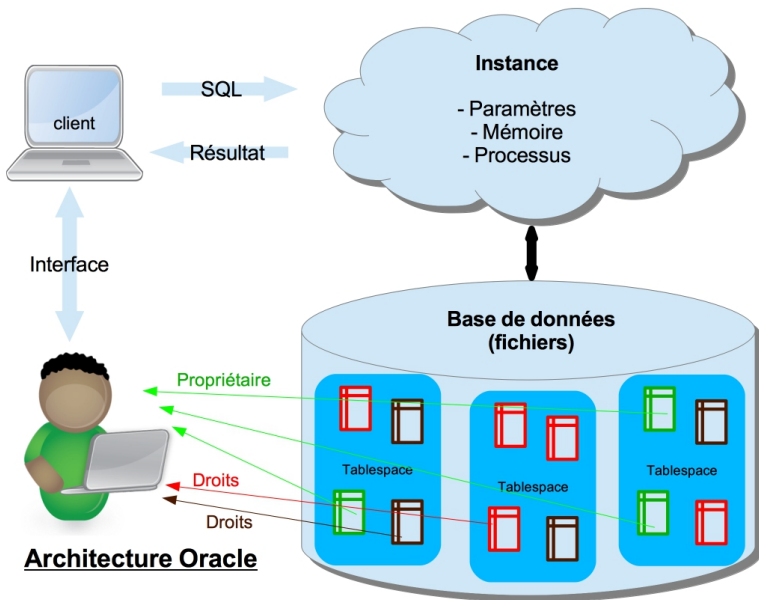 Instance
client
SQL
- Paramètres
- Mémoire
- Processus
Résultat
Interface
Base de données
(fichiers)
Propriétaire
Tablespace
Tablespace
Tablespace
Droits
Droits
Architecture Oracle